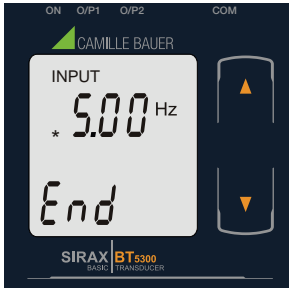 ON O/P1 O/P2 COM
CAMILLE BAUER
INPUT
* 5.00 Hz
End
SIRAX BT5300
BASIC TRANSDUCER